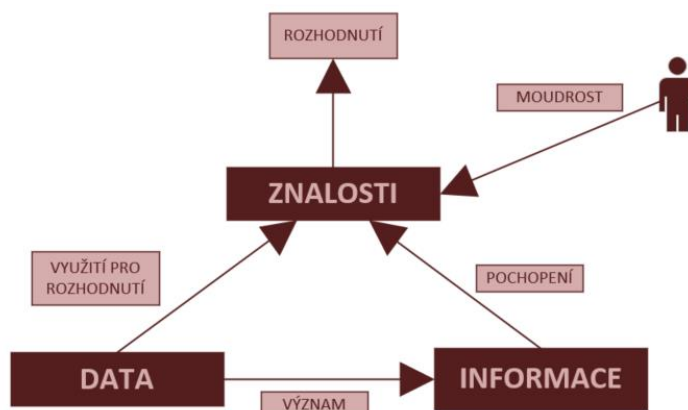 ROZHODNUTÍ
MOUDROST
ZNALOSTI
VYUŽITÍ PRO
ROZHODNUTÍ
POCHOPENÍ
DATA
INFORMACE
VÝZNAM